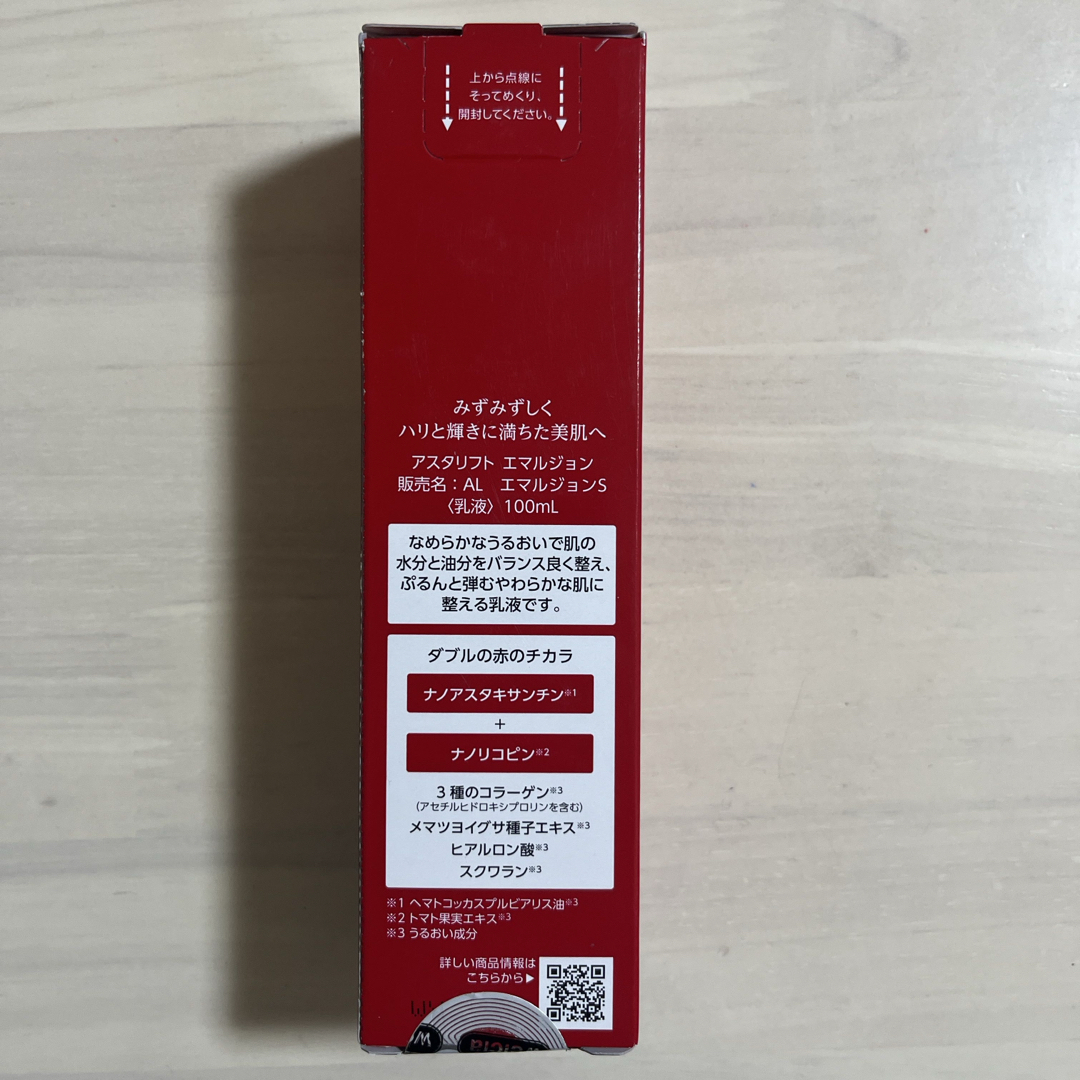 上から点線に
そってめくり、
開封してください。
みずみずしく
ハリと輝きに満ちた美肌へ
アスタリフト エマルジョン
販売名：AL　エマルジョンS
〈乳液〉 100mL
なめらかなうるおいで肌の
水分と油分をバランス良く整え、
ぷるんと弾むやわらかな肌に
整える乳液です。
ダブルの赤のチカラ
ナノアスタキサンチン※1
+
ナノリコピン※2
3種のコラーゲン※3
（アセチルヒドロキシプロリンを含む）
メマツヨイグサ種子エキス※3
ヒアルロン酸※3
スクワラン※3
※1 ヘマトコッカスプルビアリス油※3
※2 トマト果実エキス※3
※3 うるおい成分
詳しい商品情報は
こちらから▶